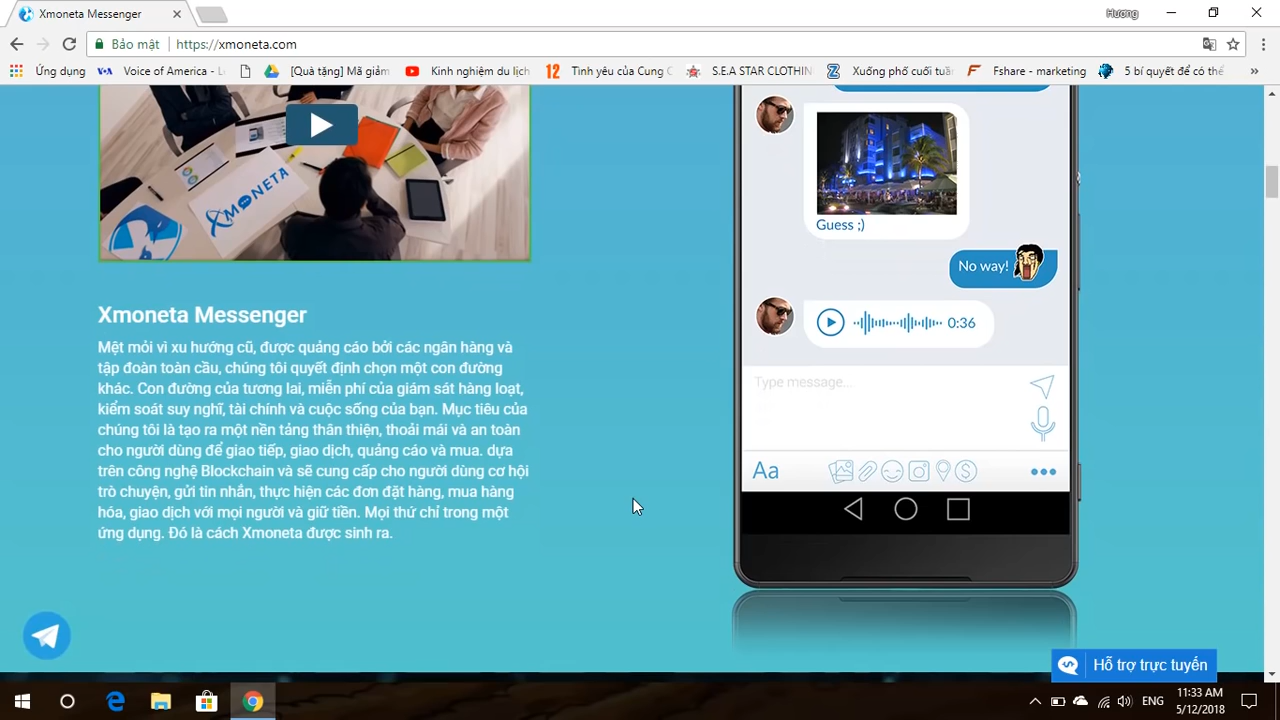 Xmoneta Messenger
Hương
Bảo mật
https://xmoneta.com
Ứng dụng
Voice of America - L
[Quà tặng] Mã giảm
Kinh nghiệm du lịch
12
Tình yêu của Cung C
S.E.A STAR CLOTHIN
Xuống phố cuối tuần
Fshare - marketing
5 bí quyết để có thể
»
XMONETA
Guess ;)
No way!
0:36
Xmoneta Messenger
Mệt mỏi vì xu hướng cũ, được quảng cáo bởi các ngân hàng và
tập đoàn toàn cầu, chúng tôi quyết định chọn một con đường
khác. Con đường của tương lai, miễn phí của giám sát hàng loạt,
kiểm soát suy nghĩ, tài chính và cuộc sống của bạn. Mục tiêu của
chúng tôi là tạo ra một nền tảng thân thiện, thoải mái và an toàn
cho người dùng để giao tiếp, giao dịch, quảng cáo và mua. dựa
trên công nghệ Blockchain và sẽ cung cấp cho người dùng cơ hội
trò chuyện, gửi tin nhắn, thực hiện các đơn đặt hàng, mua hàng
hóa, giao dịch với mọi người và giữ tiền. Mọi thứ chỉ trong một
ứng dụng. Đó là cách Xmoneta được sinh ra.
Type message...
Aa
Hỗ trợ trực tuyến
ENG
11:33 AM
5/12/2018